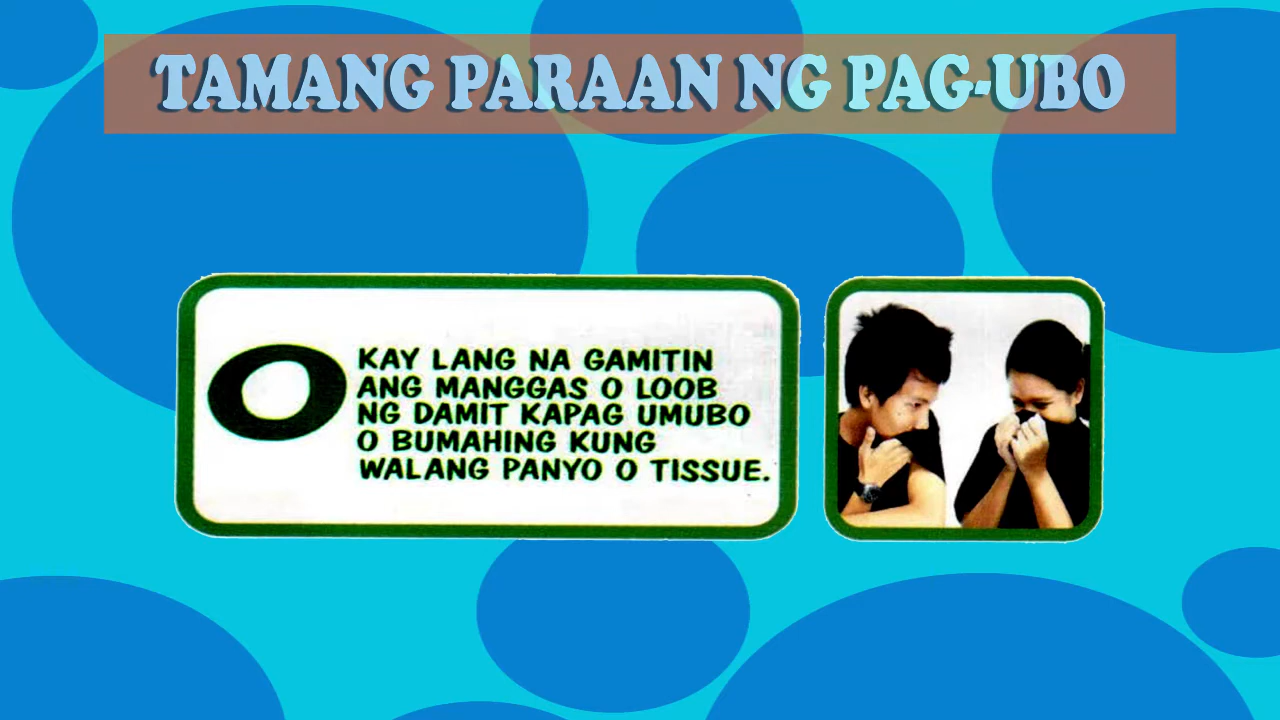 TAMANG PARAAN NG PAG-UBO
OKAY LANG NA GAMITIN
ANG MANGGAS O LOOB
NG DAMIT KAPAG UMUBO
O BUMAHING KUNG
WALANG PANYO O TISSUE.